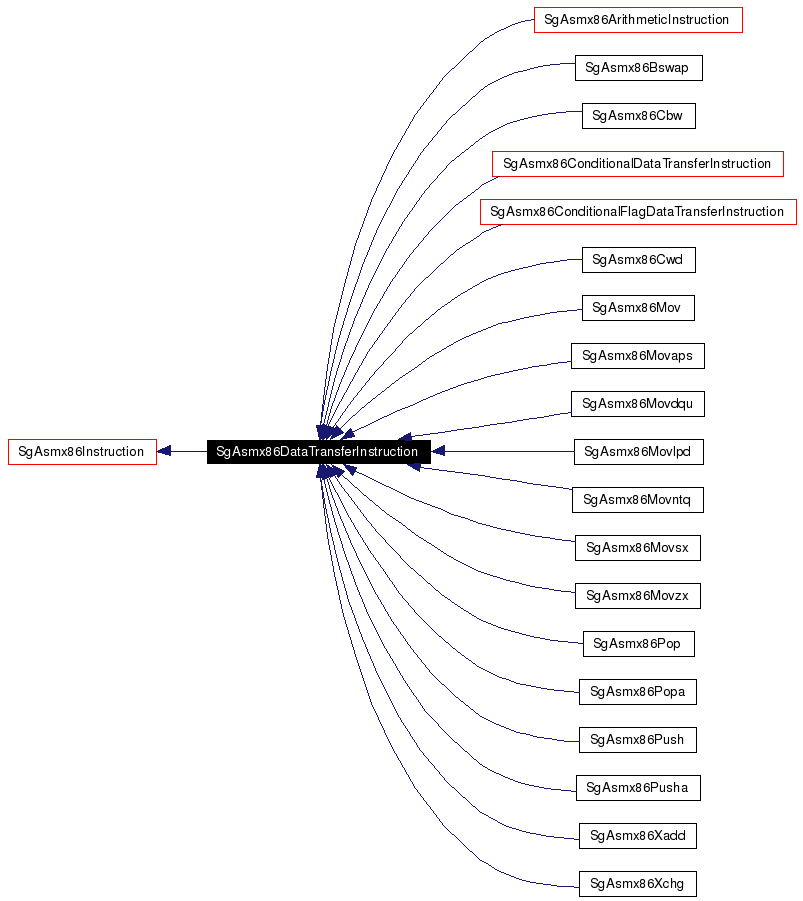 SgAsmx86ArithmeticInstruction
SgAsmx86Bswap
SgAsmx86Cbw
SgAsmx86ConditionalDataTransferInstruction
SgAsmx86ConditionalFlagDataTransferInstruction
SgAsmx86Cwd
SgAsmx86Mov
SgAsmx86Movaps
SgAsmx86Movdqu
SgAsmx86Instruction
SgAsmx86DataTransferInstruction
SgAsmx86Movlpd
SgAsmx86Movntq
SgAsmx86Movsx
SgAsmx86Movzx
SgAsmx86Pop
SgAsmx86Popa
SgAsmx86Push
SgAsmx86Pusha
SgAsmx86Xadd
SgAsmx86Xchg